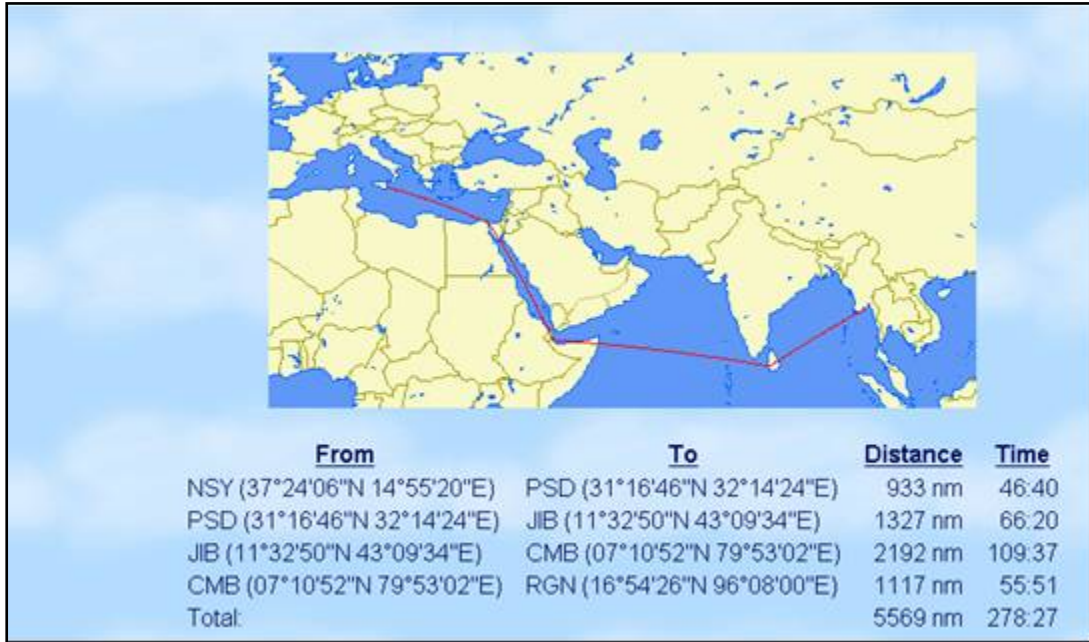 From To Distance Time
NSY (37°24'06"N 14°55'20"E) PSD (31°16'46"N 32°14'24"E) 933 nm 46:40
PSD (31°16'46"N 32°14'24"E) JIB (11°32'50"N 43°09'34"E) 1327 nm 66:20
JIB (11°32'50"N 43°09'34"E) CMB (07°10'52"N 79°53'02"E) 2192 nm 109:37
CMB (07°10'52"N 79°53'02"E) RGN (16°54'26"N 96°08'00"E) 1117 nm 55:51
Total: 5569 nm 278:27